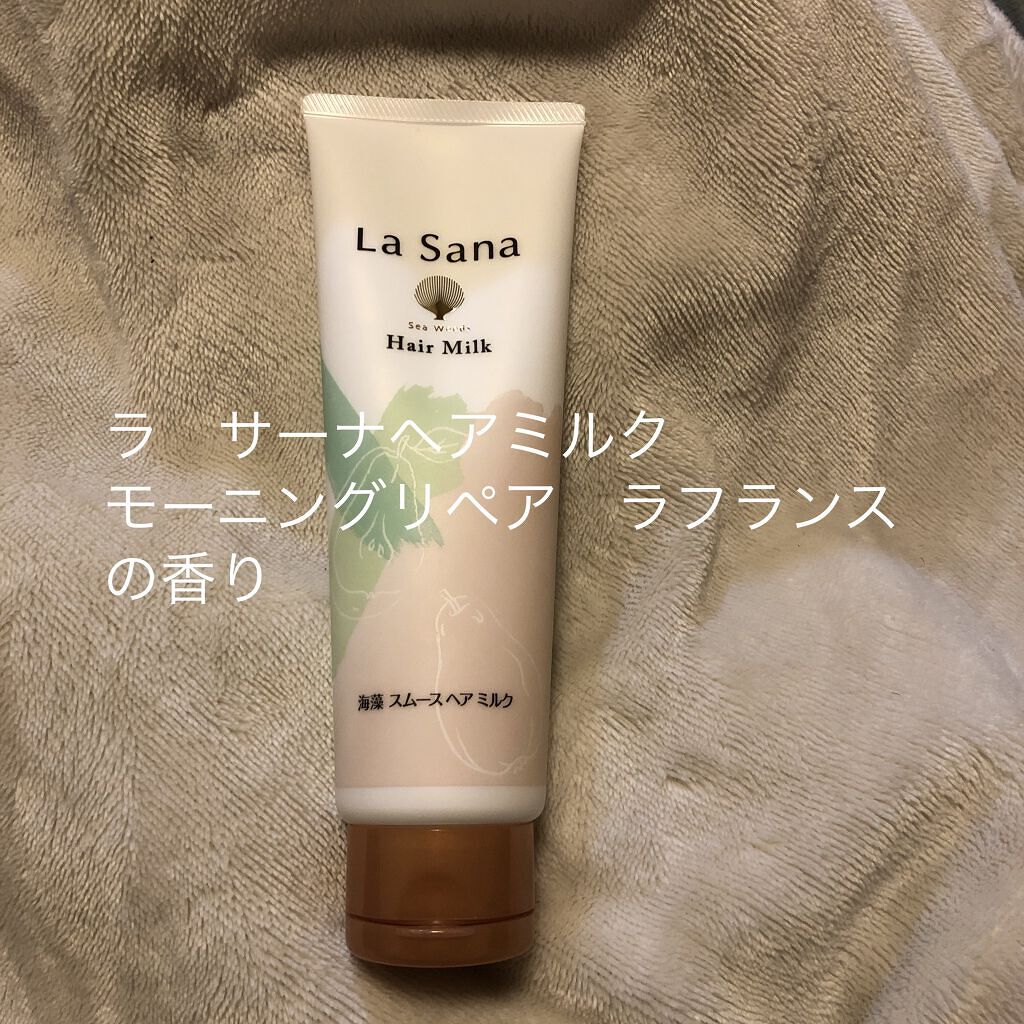 La Sana
Sea Weeds
Hair Milk
ラ　サーナヘアミルク
モーニングリペア　ラフランス
の香り
海藻 スムース ヘア ミルク